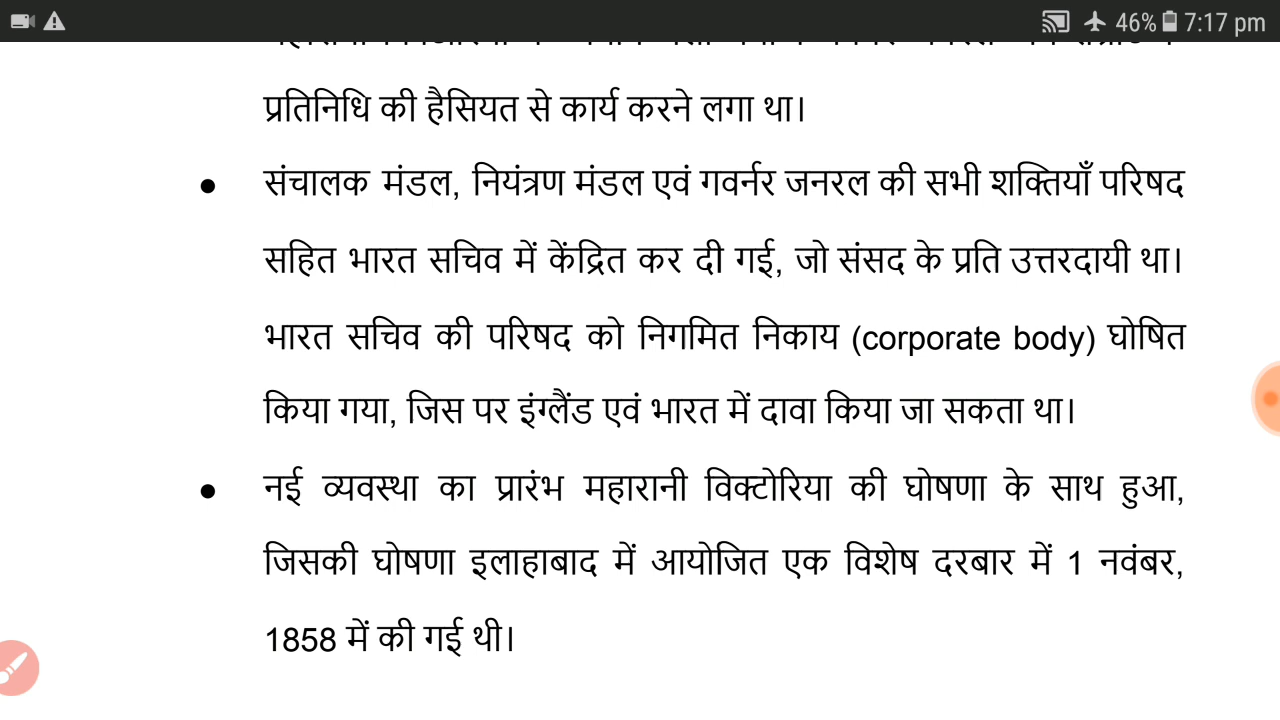 46% 7:17 pm
प्रतिनिधि की हैसियत से कार्य करने लगा था।
● संचालक मंडल, नियंत्रण मंडल एवं गवर्नर जनरल की सभी शक्तियाँ परिषद
सहित भारत सचिव में केंद्रित कर दी गई, जो संसद के प्रति उत्तरदायी था।
भारत सचिव की परिषद को निगमित निकाय (corporate body) घोषित
किया गया, जिस पर इंग्लैंड एवं भारत में दावा किया जा सकता था।
● नई व्यवस्था का प्रारंभ महारानी विक्टोरिया की घोषणा के साथ हुआ,
जिसकी घोषणा इलाहाबाद में आयोजित एक विशेष दरबार में 1 नवंबर,
1858 में की गई थी।